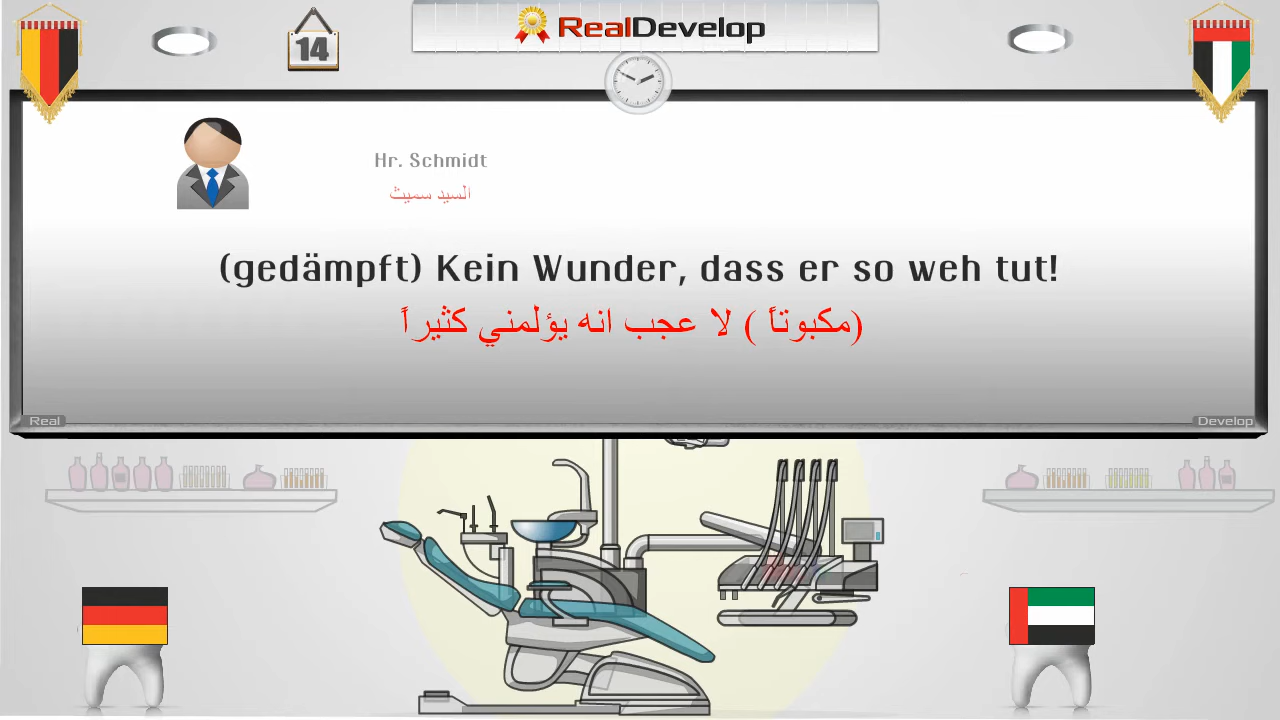 RealDevelop
14
Hr. Schmidt
السيد سميث
(gedämpft) Kein Wunder, dass er so weh tut!
(مكبوتاً ) لا عجب انه يؤلمني كثيراً
Real
Develop